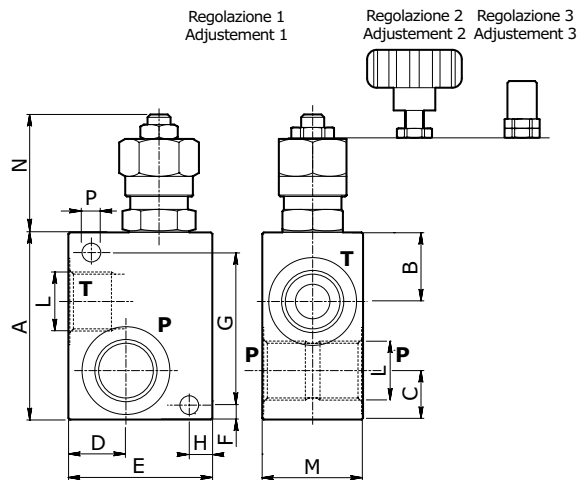 Regolazione 1
Adjustement 1
Regolazione 2
Adjustement 2
Regolazione 3
Adjustement 3
N
P
A
L
T
P
G
D
H
F
E
T
B
P
P
L
C
M